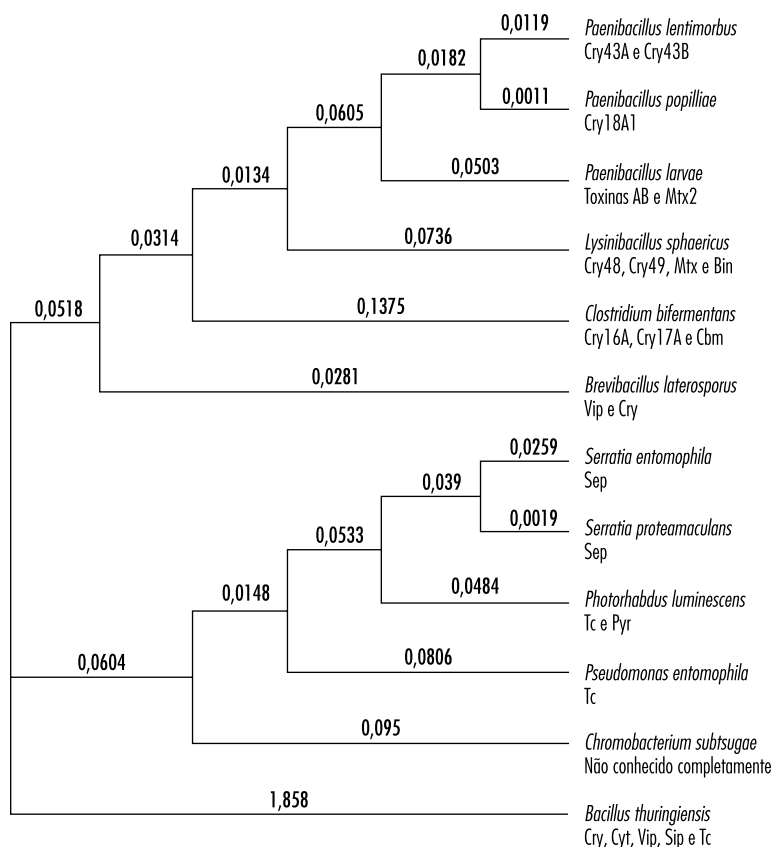 0,0119
Paenibacillus lentimorbus
Cry43A e Cry43B
0,0182
0,0011
Paenibacillus popilliae
Cry18A1
0,0605
0,0503
Paenibacillus larvae
Toxinas AB e Mtx2
0,0134
0,0736
Lysinibacillus sphaericus
Cry48, Cry49, Mtx e Bin
0,0314
0,1375
Clostridium bifermentans
Cry16A, Cry17A e Cbm
0,0518
0,0281
Brevibacillus laterosporus
Vip e Cry
0,0259
Serratia entomophila
Sep
0,039
0,0019
Serratia proteamaculans
Sep
0,0533
0,0484
Photorhabdus luminescens
Tc e Pyr
0,0148
0,0806
Pseudomonas entomophila
Tc
0,0604
0,095
Chromobacterium subtsugae
Não conhecido completamente
1,858
Bacillus thuringiensis
Cry, Cyt, Vip, Sip e Tc